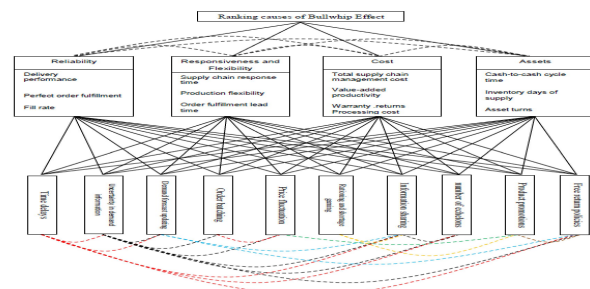 Ranking causes of Bullwhip Effect
Reliability
Delivery
performance
Perfect order fulfillment
Fill rate
Responsiveness and
Flexibility
Supply chain response
time
Production flexibility
Order fulfillment lead
time
Cost
Total supply chain
management cost
Value-added
productivity
Warranty .returns
Processing cost
Assets
Cash-to-cash cycle
time
Inventory days of
supply
Asset turns
Time delays
Uncertainty in demand
information
Demand forecast updating
Order batching
Price fluctuations
Rationing and shortage
gaming
Information sharing
number of echelons
Product promotions
Free return policies